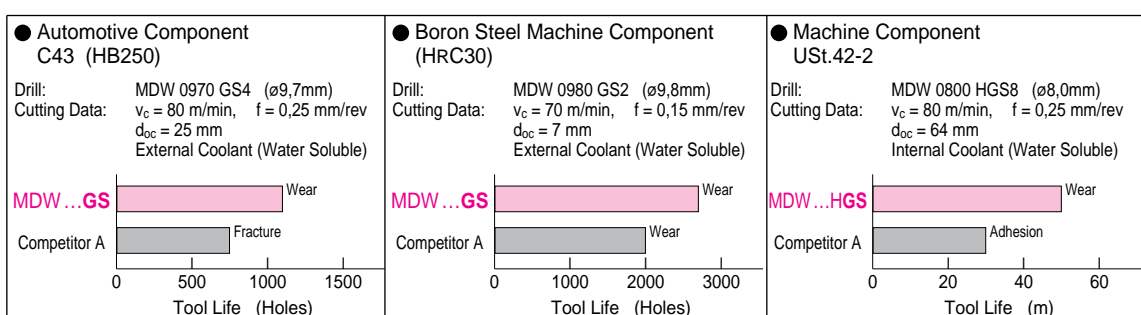 ● Automotive Component
C43 (HB250)
Drill: MDW 0970 GS4 (ø9,7mm)
Cutting Data: vc = 80 m/min, f = 0,25 mm/rev
doc = 25 mm
External Coolant (Water Soluble)
MDW...GS
Wear
Competitor A
Fracture
0 500 1000 1500
Tool Life (Holes)
● Boron Steel Machine Component
(HRC30)
Drill: MDW 0980 GS2 (ø9,8mm)
Cutting Data: vc = 70 m/min, f = 0,15 mm/rev
doc = 7 mm
External Coolant (Water Soluble)
MDW...GS
Wear
Competitor A
Wear
0 1000 2000 3000
Tool Life (Holes)
● Machine Component
USt.42-2
Drill: MDW 0800 HGS8 (ø8,0mm)
Cutting Data: vc = 80 m/min, f = 0,25 mm/rev
doc = 64 mm
Internal Coolant (Water Soluble)
MDW...HGS
Wear
Competitor A
Adhesion
0 20 40 60
Tool Life (m)